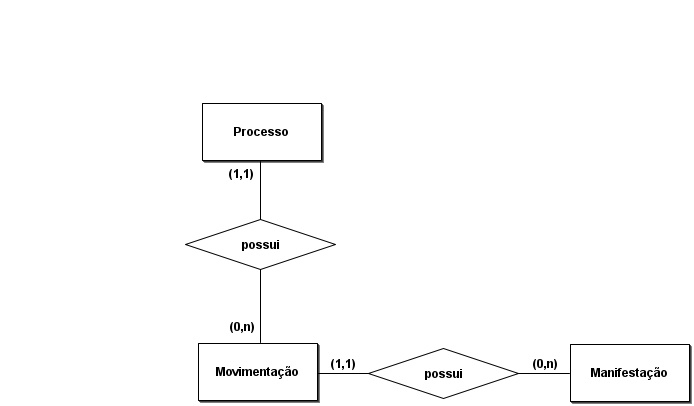 Processo
(1,1)
possui
(0,n)
Movimentação
(1,1)
possui
(0,n)
Manifestação